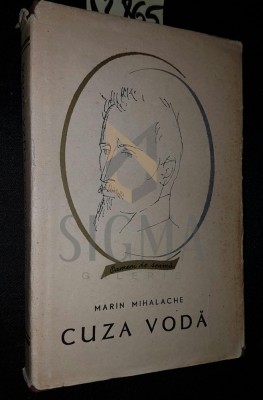 SIGMA
Oameni de seamă
MARIN MIHALACHE
CUZA VODĂ